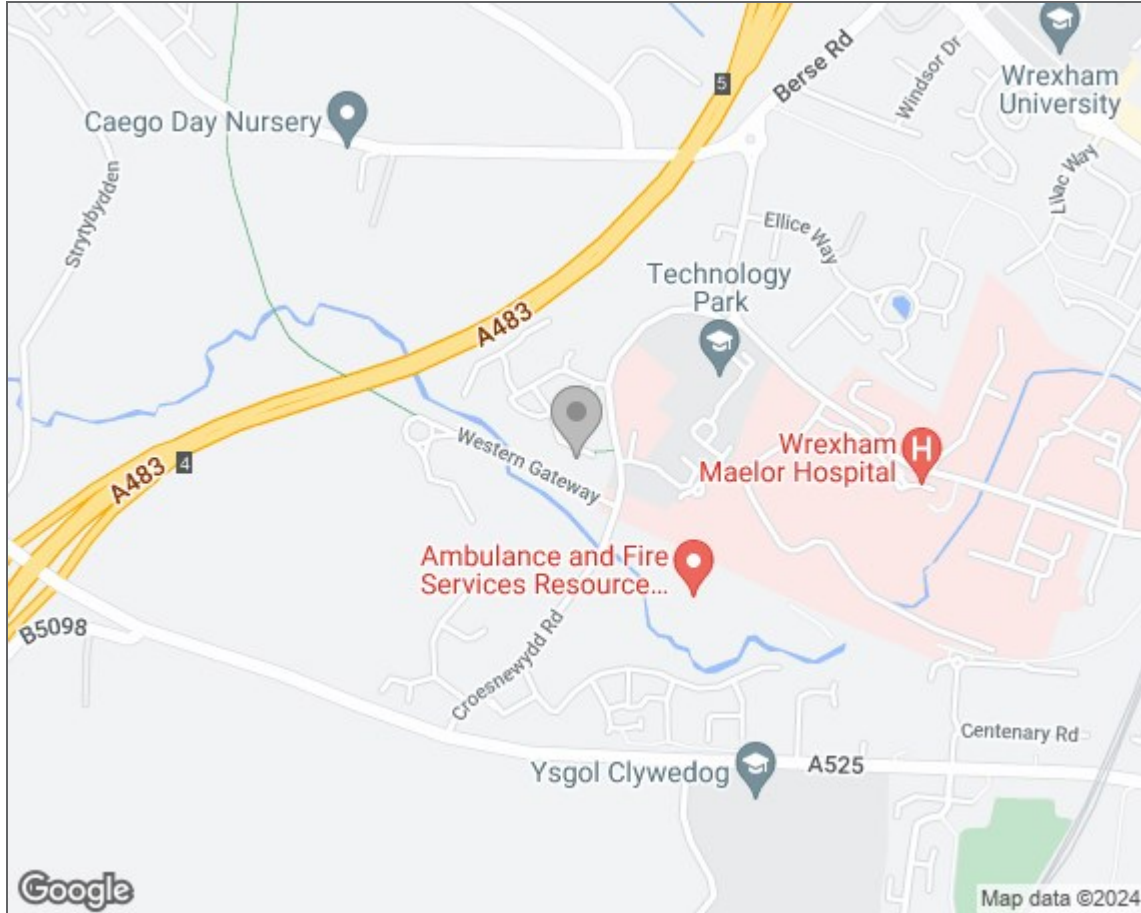 5
Berse Rd
Windsor Dr
Wrexham
University
Caego Day Nursery
Lilac Way
Strytybydden
Ellice Way
Technology
Park
A483
Western Gateway
Wrexham
Maelor Hospital
H
4
A483
Ambulance and Fire
Services Resource...
B5098
Croesnewydd Rd
Centenary Rd
Ysgol Clywedog
A525
Google
Map data ©2024